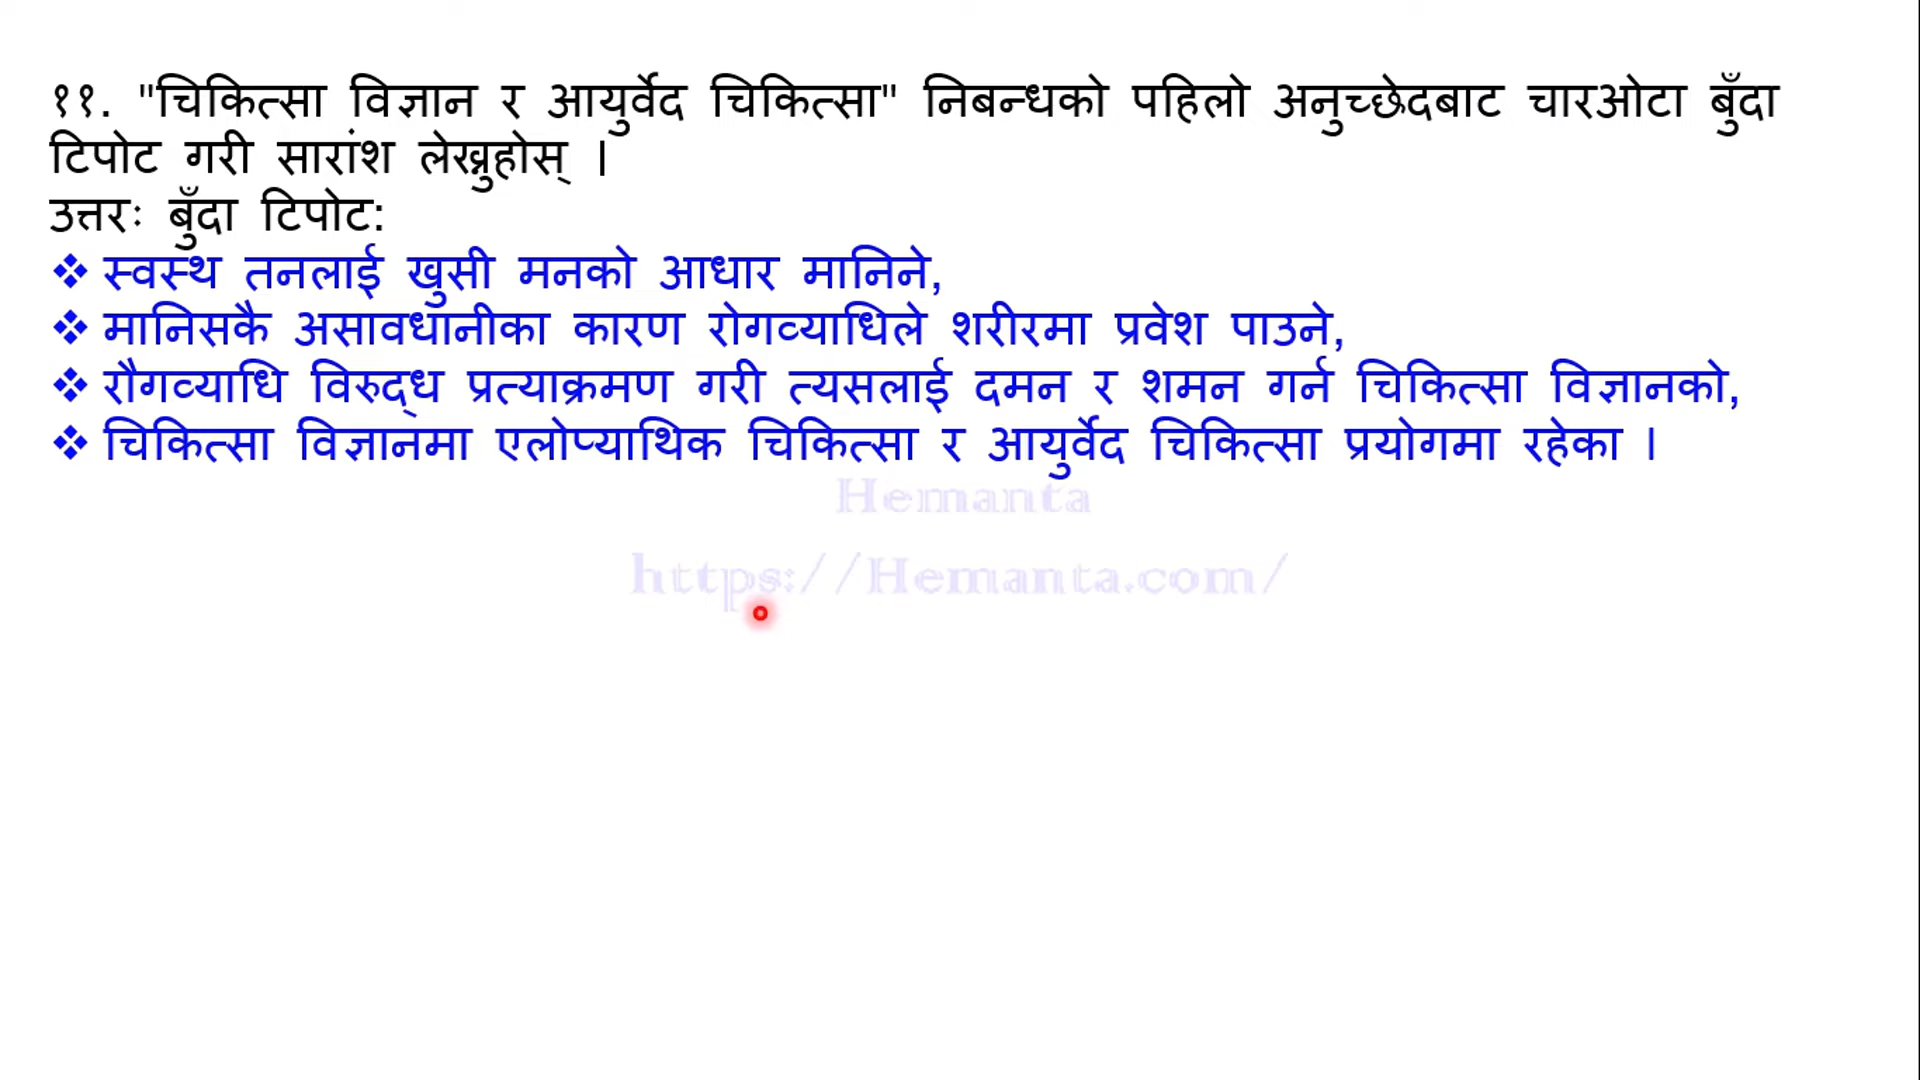 ११. "चिकित्सा विज्ञान र आयुर्वेद चिकित्सा" निबन्धको पहिलो अनुच्छेदबाट चारओटा बुँदा
टिपोट गरी सारांश लेख्नुहोस् ।
उत्तरः बुँदा टिपोट:
❖ स्वस्थ तनलाई खुसी मनको आधार मानिने,
❖ मानिसकै असावधानीका कारण रोगव्याधिले शरीरमा प्रवेश पाउने,
❖ रौगव्याधि विरुद्ध प्रत्याक्रमण गरी त्यसलाई दमन र शमन गर्न चिकित्सा विज्ञानको,
❖ चिकित्सा विज्ञानमा एलोप्याथिक चिकित्सा र आयुर्वेद चिकित्सा प्रयोगमा रहेका ।
Hemanta
https://Hemanta.com/